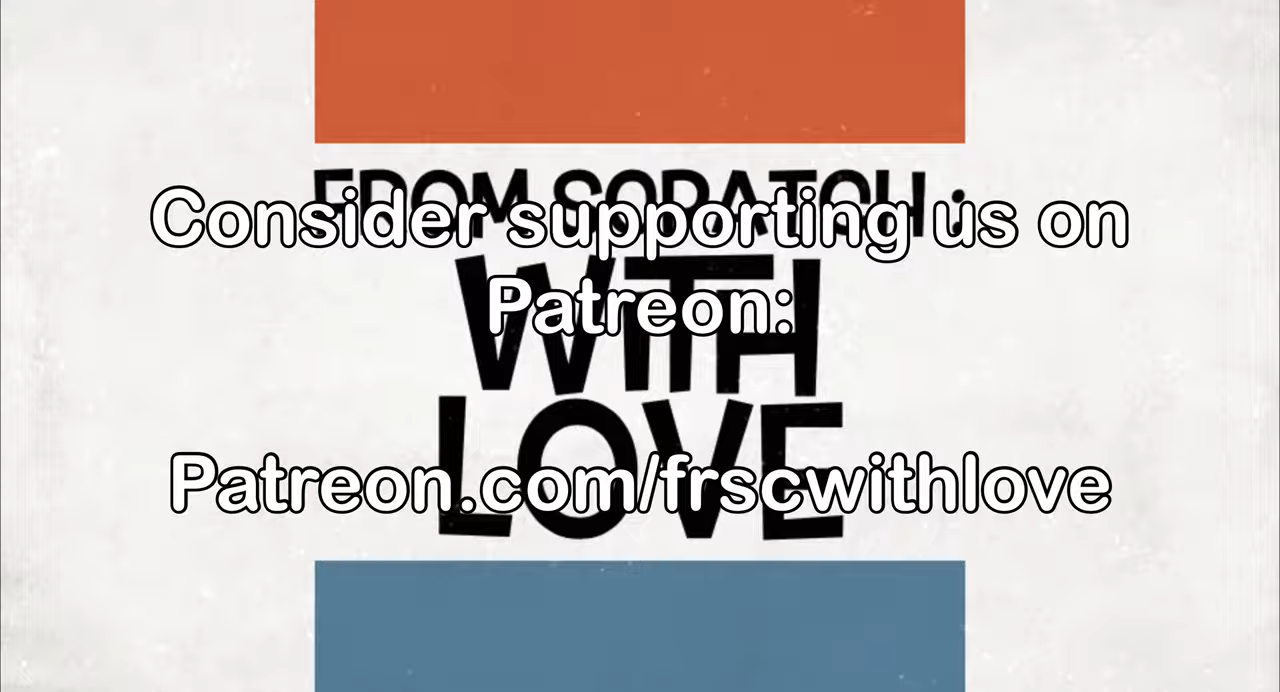 FROM SCRATCH :
Consider supporting us on
Patreon:
WITH
LOVE
Patreon.com/frscwithlove